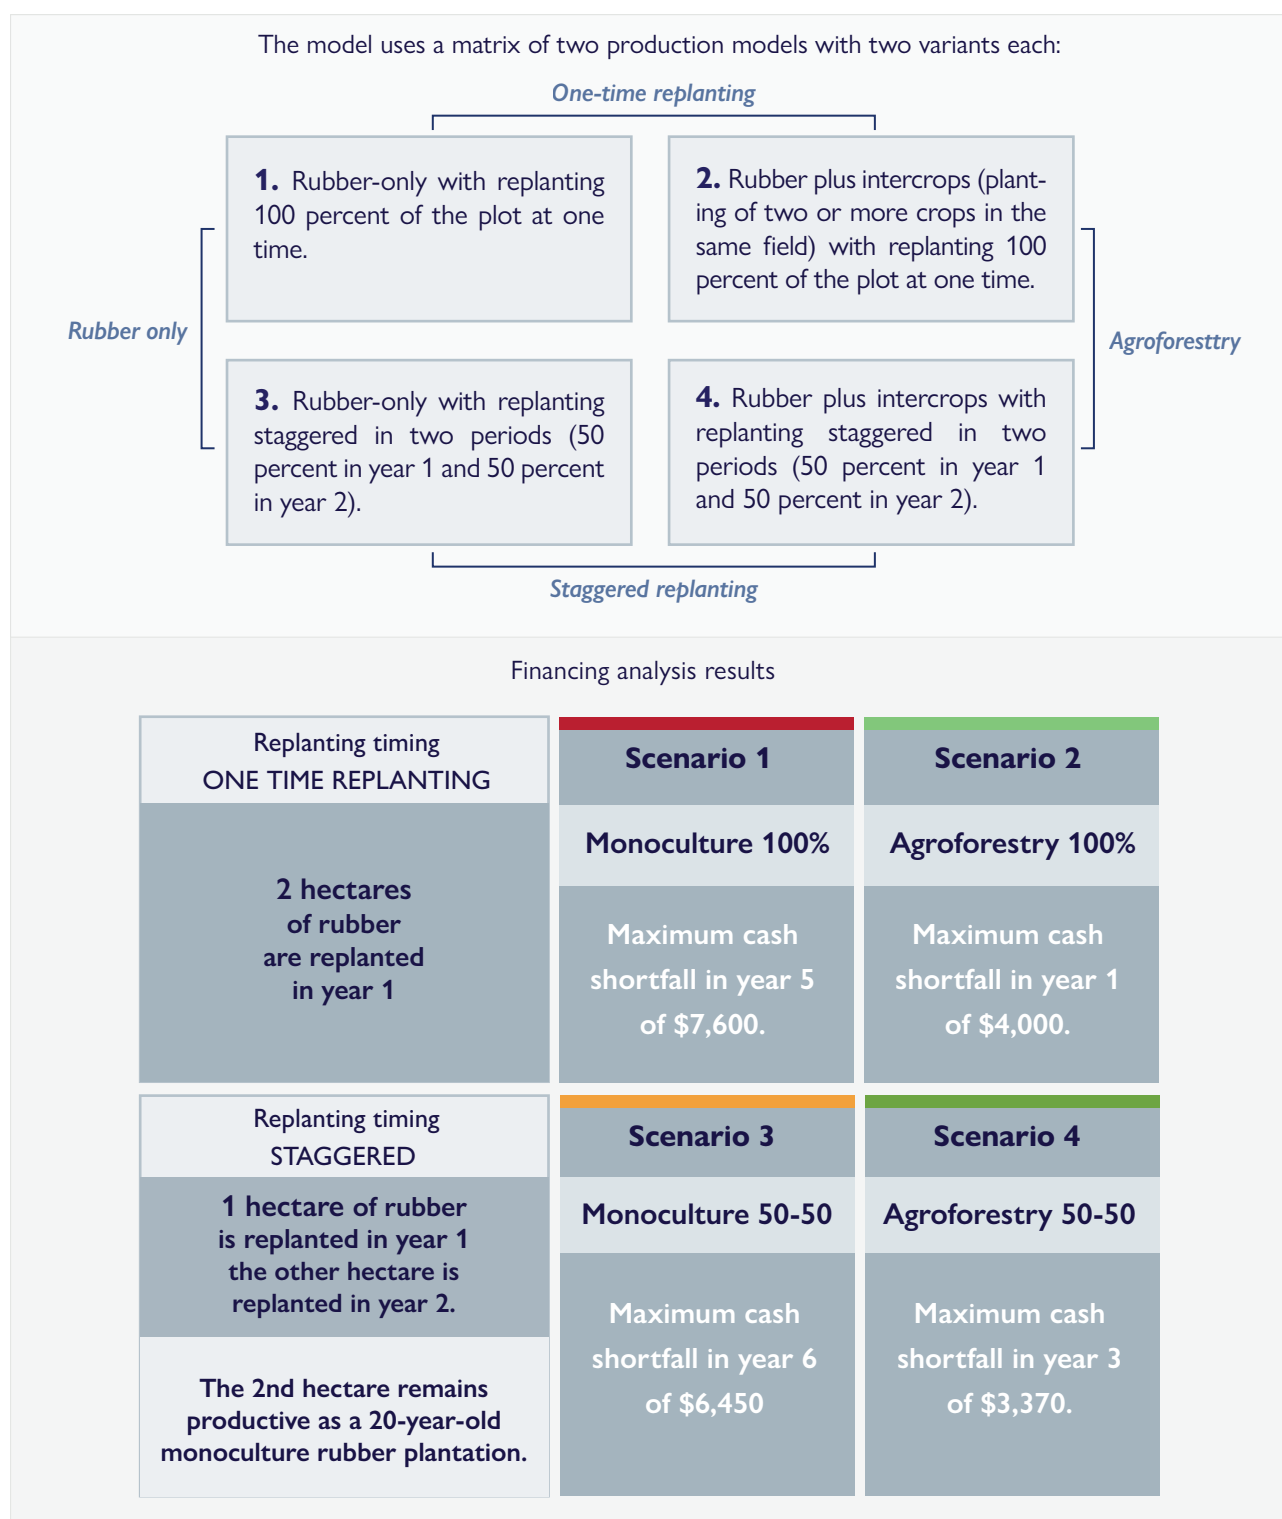 The model uses a matrix of two production models with two variants each:
One-time replanting
1. Rubber-only with replanting
100 percent of the plot at one
time.
2. Rubber plus intercrops (plant-
ing of two or more crops in the
same field) with replanting 100
percent of the plot at one time.
Rubber only
Agroforesttry
3. Rubber-only with replanting
staggered in two periods (50
percent in year 1 and 50 percent
in year 2).
4. Rubber plus intercrops with
replanting staggered in two
periods (50 percent in year 1
and 50 percent in year 2).
Staggered replanting
Financing analysis results
Replanting timing
ONE TIME REPLANTING
2 hectares
of rubber
are replanted
in year 1
Scenario 1
Monoculture 100%
Maximum cash
shortfall in year 5
of $7,600.
Scenario 2
Agroforestry 100%
Maximum cash
shortfall in year 1
of $4,000.
Replanting timing
STAGGERED
1 hectare of rubber
is replanted in year 1
the other hectare is
replanted in year 2.
The 2nd hectare remains
productive as a 20-year-old
monoculture rubber plantation.
Scenario 3
Monoculture 50-50
Maximum cash
shortfall in year 6
of $6,450
Scenario 4
Agroforestry 50-50
Maximum cash
shortfall in year 3
of $3,370.